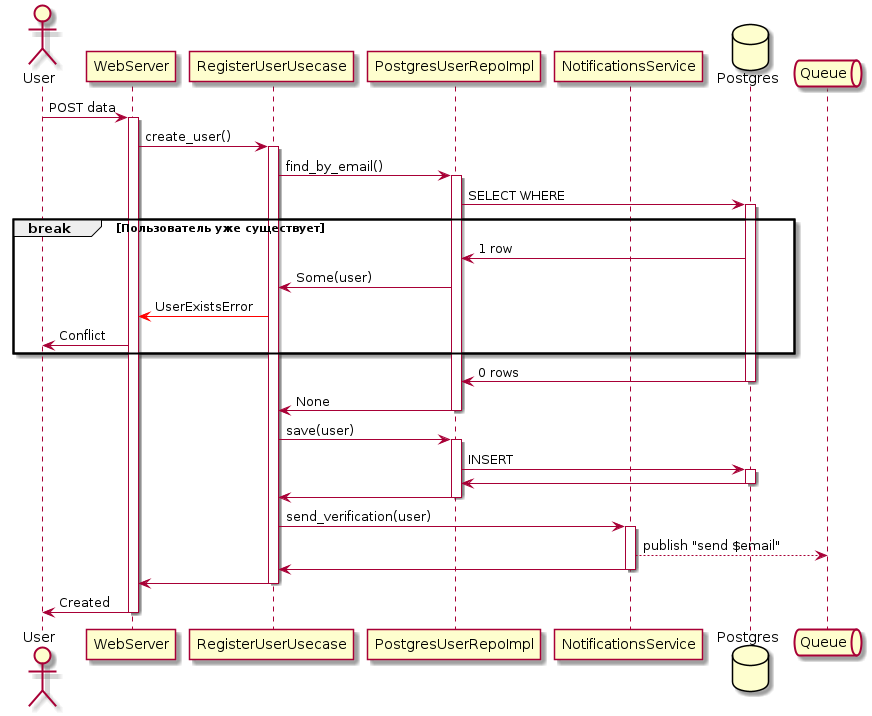 User
WebServer
RegisterUserUsecase
PostgresUserRepoImpl
NotificationsService
Postgres
Queue
POST data
create_user()
find_by_email()
SELECT WHERE
break
[Пользователь уже существует]
1 row
Some(user)
UserExistsError
Conflict
0 rows
None
save(user)
INSERT
send_verification(user)
publish "send $email"
Created
User
WebServer
RegisterUserUsecase
PostgresUserRepoImpl
NotificationsService
Postgres
Queue